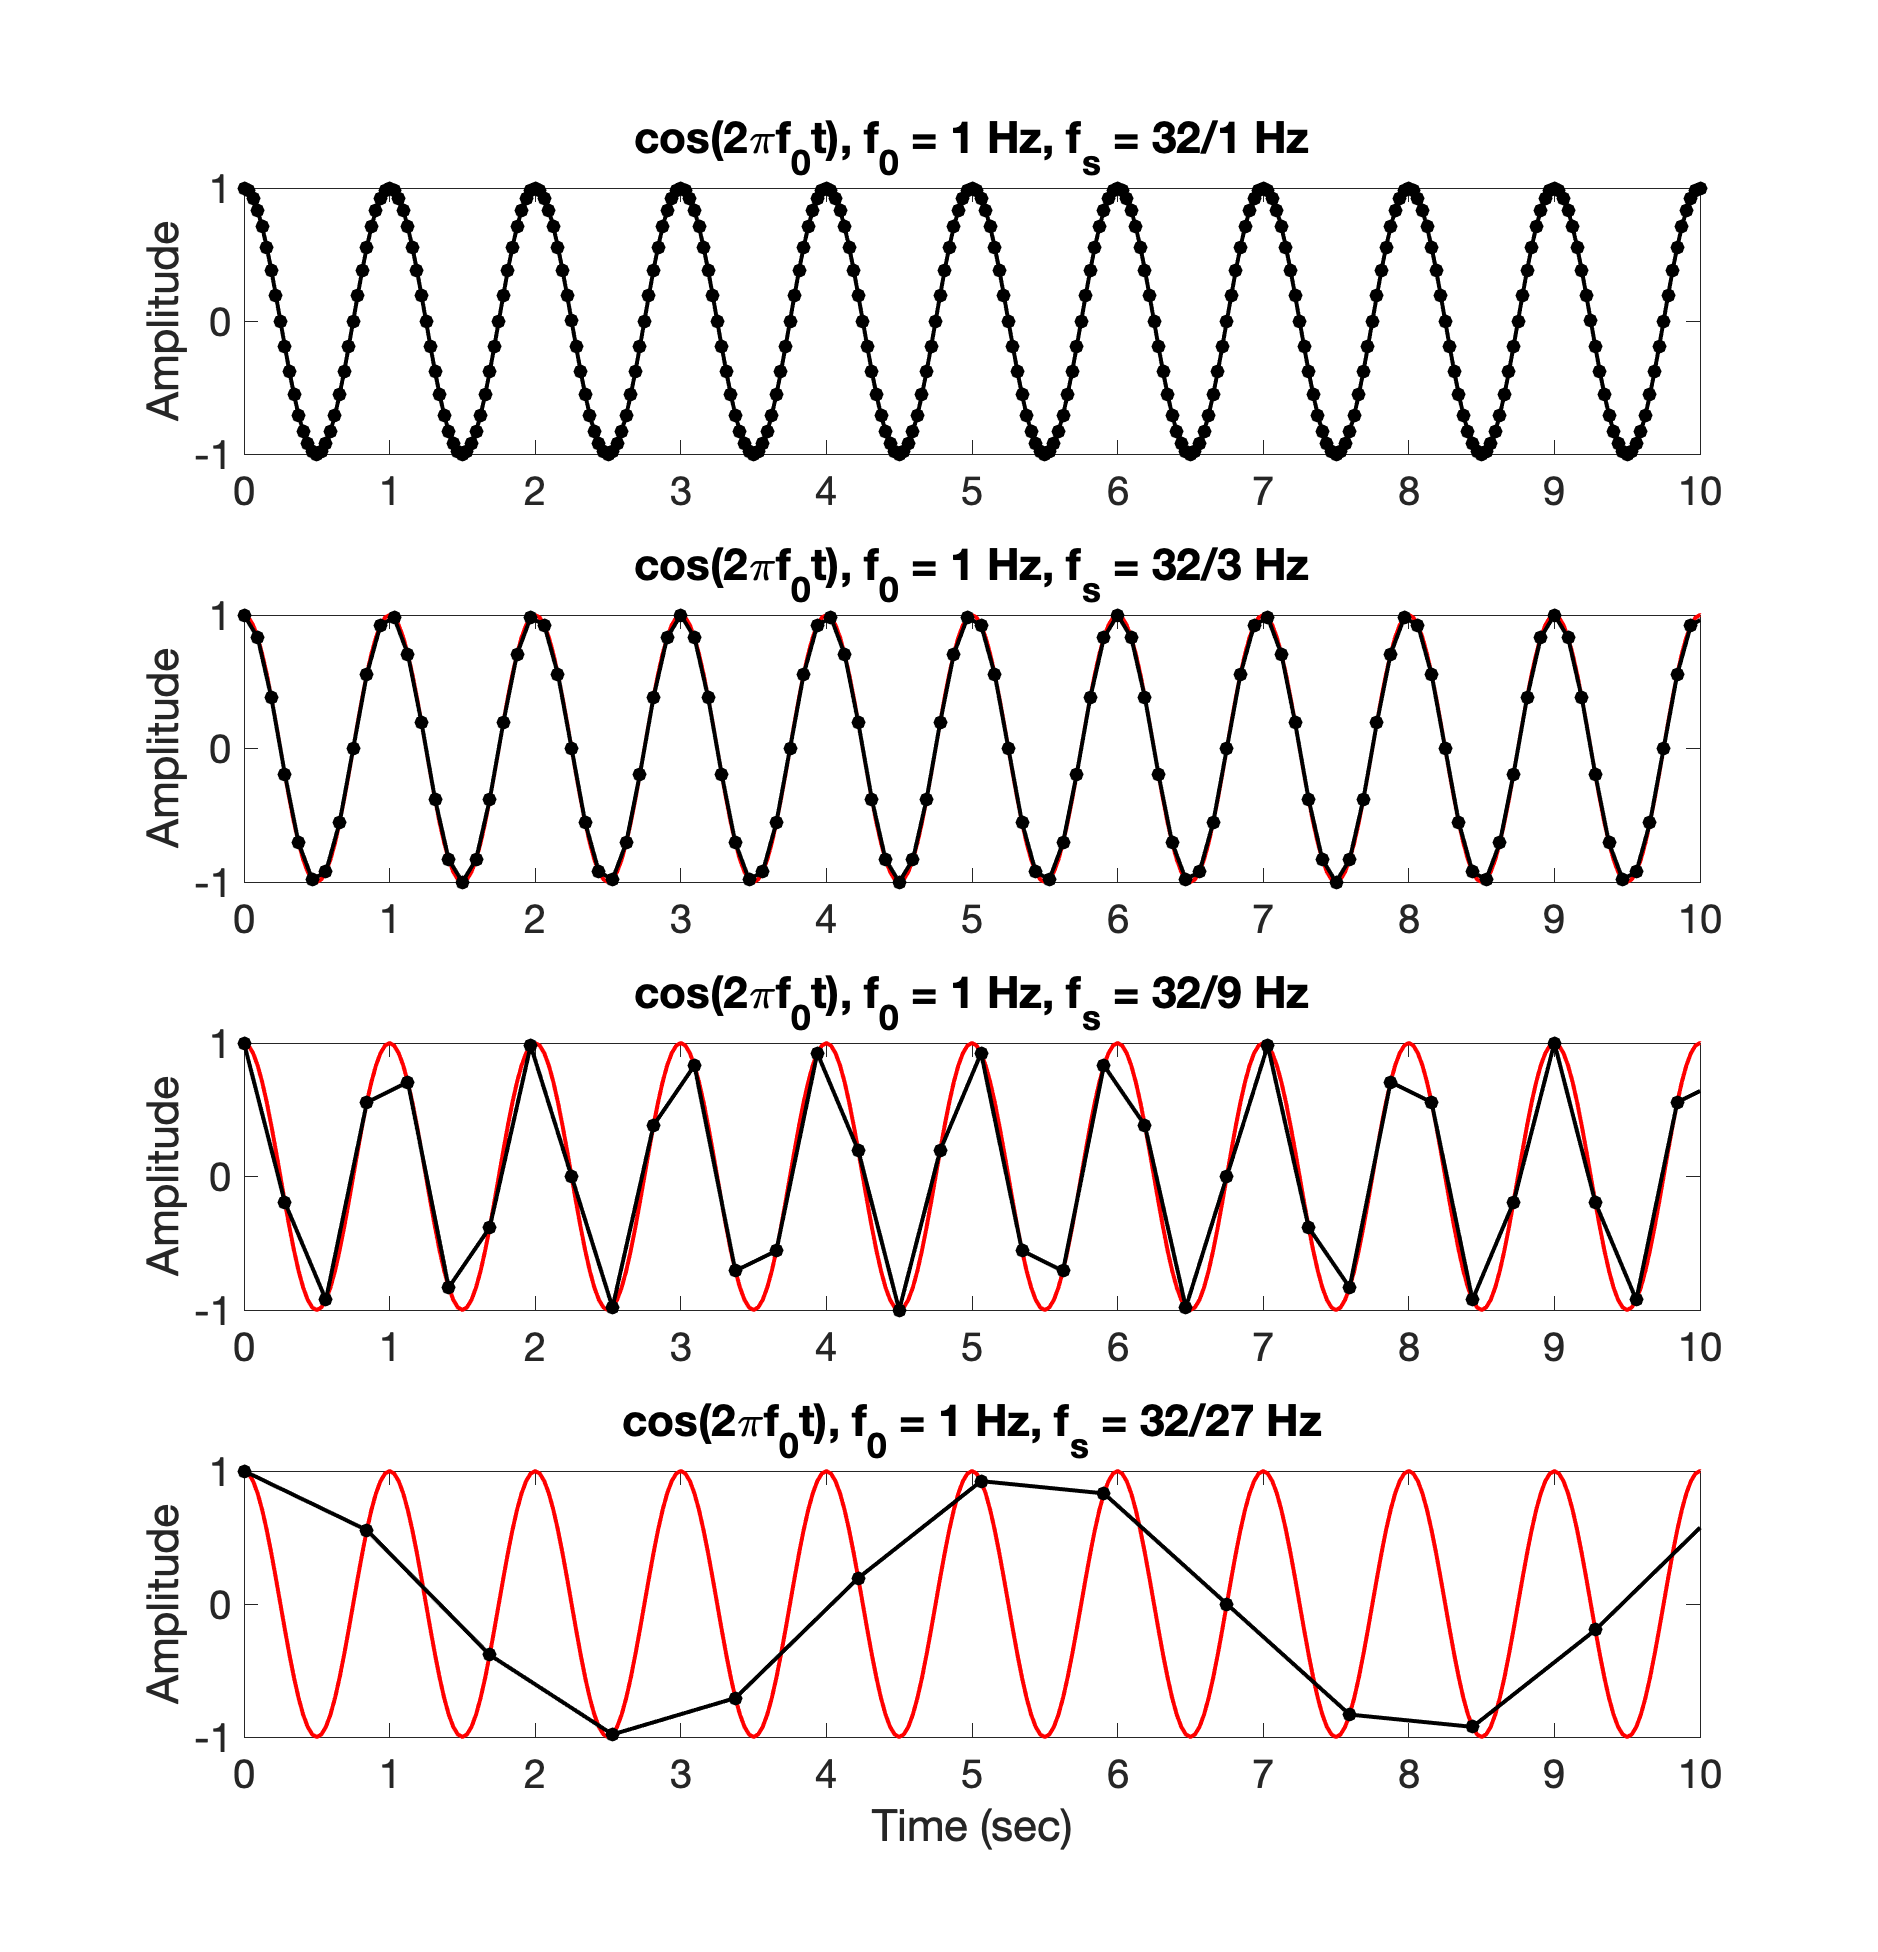 cos(2πf₀t), f₀ = 1 Hz, fₛ = 32/1 Hz
1
0
-1
Amplitude
0 1 2 3 4 5 6 7 8 9 10
cos(2πf₀t), f₀ = 1 Hz, fₛ = 32/3 Hz
1
0
-1
Amplitude
0 1 2 3 4 5 6 7 8 9 10
cos(2πf₀t), f₀ = 1 Hz, fₛ = 32/9 Hz
1
0
-1
Amplitude
0 1 2 3 4 5 6 7 8 9 10
cos(2πf₀t), f₀ = 1 Hz, fₛ = 32/27 Hz
1
0
-1
Amplitude
0 1 2 3 4 5 6 7 8 9 10
Time (sec)